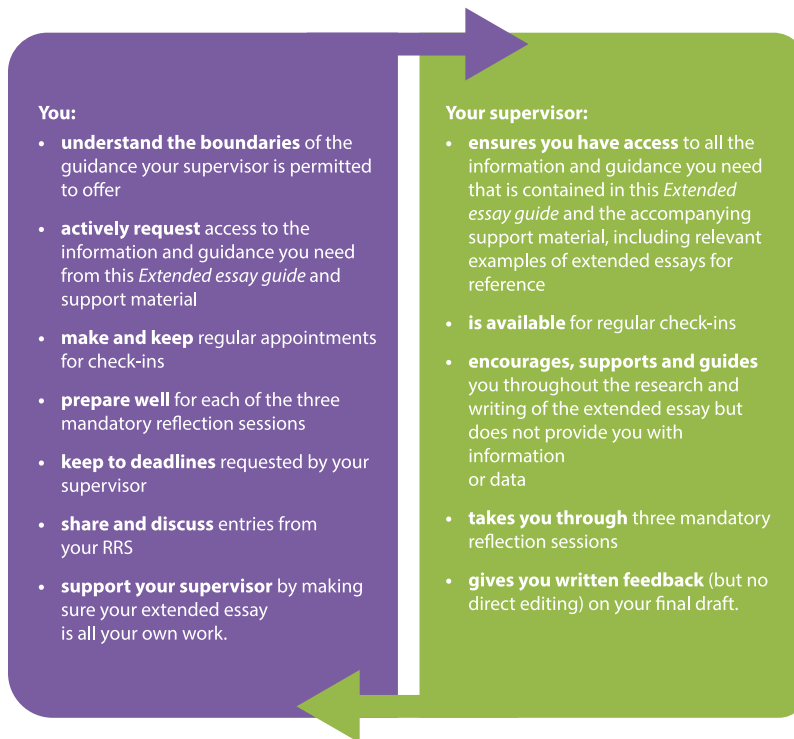 You:
• understand the boundaries of the
guidance your supervisor is permitted
to offer
• actively request access to the
information and guidance you need
from this Extended essay guide and
support material
• make and keep regular appointments
for check-ins
• prepare well for each of the three
mandatory reflection sessions
• keep to deadlines requested by your
supervisor
• share and discuss entries from
your RRS
• support your supervisor by making
sure your extended essay
is all your own work.
Your supervisor:
• ensures you have access to all the
information and guidance you need
that is contained in this Extended
essay guide and the accompanying
support material, including relevant
examples of extended essays for
reference
• is available for regular check-ins
• encourages, supports and guides
you throughout the research and
writing of the extended essay but
does not provide you with
information
or data
• takes you through three mandatory
reflection sessions
• gives you written feedback (but no
direct editing) on your final draft.